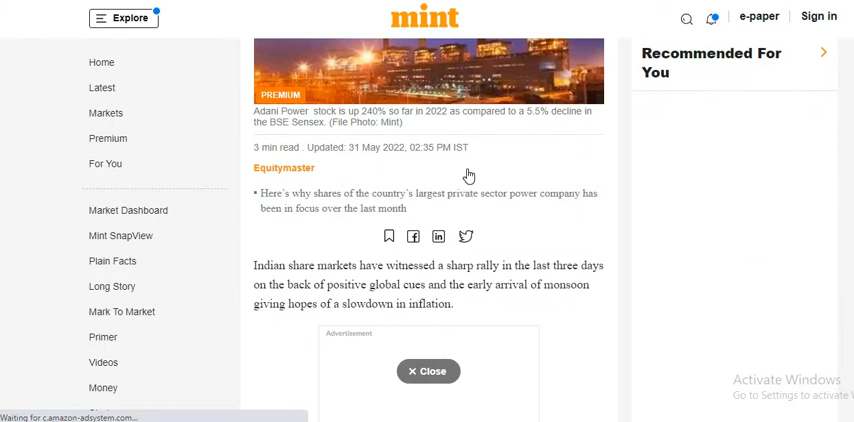 Explore
mint
e-paper
Sign in
Home
Latest
Markets
Premium
For You
Market Dashboard
Mint SnapView
Plain Facts
Long Story
Mark To Market
Primer
Videos
Money
PREMIUM
Adani Power stock is up 240% so far in 2022 as compared to a 5.5% decline in
the BSE Sensex. (File Photo: Mint)
3 min read . Updated: 31 May 2022, 02:35 PM IST
Equitymaster
Here's why shares of the country's largest private sector power company has
been in focus over the last month
Indian share markets have witnessed a sharp rally in the last three days
on the back of positive global cues and the early arrival of monsoon
giving hopes of a slowdown in inflation.
Advertisement
✕ Close
Recommended For
You
Activate Windows
Go to Settings to activate W
Waiting for c.amazon-adsystem.com...